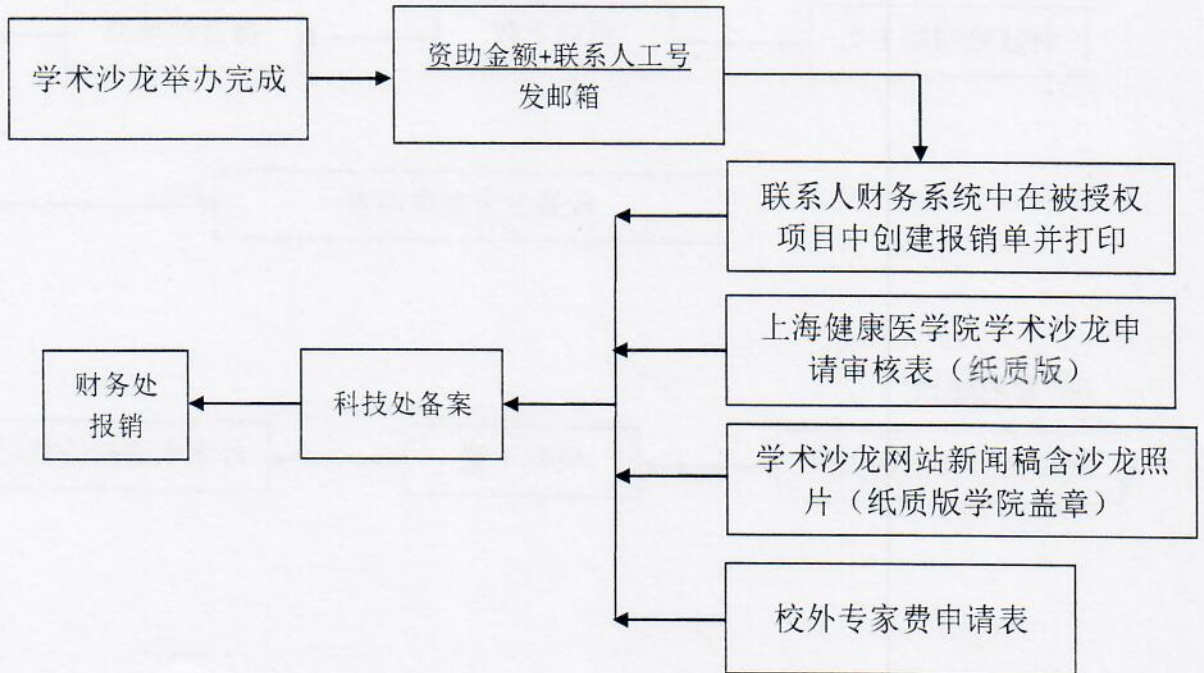 学术沙龙举办完成
资助金额+联系人工号
发邮箱
联系人财务系统中在被授权
项目中创建报销单并打印
上海健康医学院学术沙龙申
请审核表（纸质版）
财务处
报销
科技处备案
学术沙龙网站新闻稿含沙龙照
片（纸质版学院盖章）
校外专家费申请表